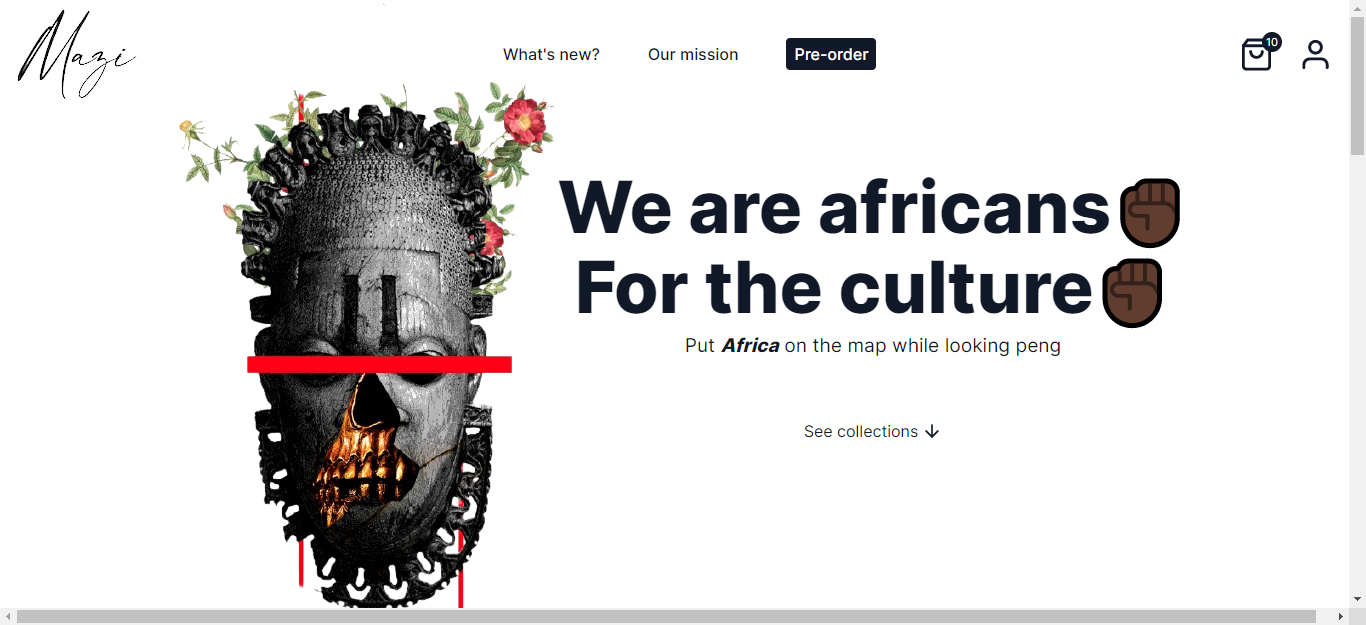 Mazi
What's new?
Our mission
Pre-order
10
We are africans✊🏿
For the culture✊🏿
Put Africa on the map while looking peng
See collections ↓